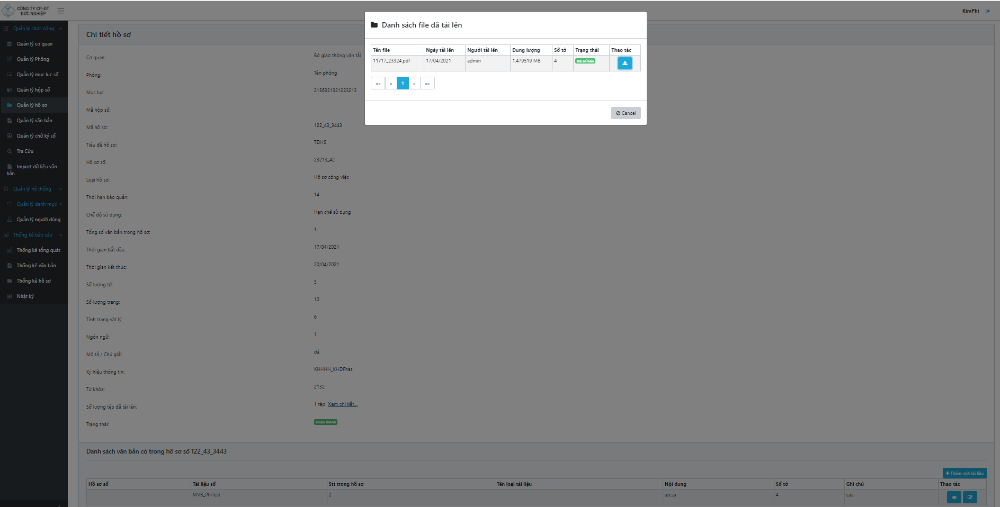 CÔNG TY CP-ĐT
ĐỨC NGHIỆP
KimPhi
Quản lý chức năng
Quản lý cơ quan
Quản lý Phông
Quản lý mục lục số
Quản lý hộp số
Quản lý hồ sơ
Quản lý văn bản
Quản lý chữ ký số
Tra Cứu
Import dữ liệu văn
bản
Quản lý hệ thống
Quản lý danh mục
Quản lý người dùng
Thống kê báo cáo
Thống kê tổng quát
Thống kê văn bản
Thống kê hồ sơ
Nhật ký
Danh sách file đã tải lên
Tên file Ngày tải lên Người tải lên Dung lượng Số tờ Trạng thái Thao tác
11717_23324.pdf 17/04/2021 admin 1.479519 MB 4 Đã số hóa
«« « 1 » »»
Cancel
Chi tiết hồ sơ
Cơ quan: Bộ giao thông vận tải
Phông: Tên phông
Mục lục: 2156321321223213
Mã hộp số:
Mã hồ sơ: 122_43_3443
Tiêu đề hồ sơ: TDHS
Hồ sơ số: 23213_42
Loại hồ sơ: Hồ sơ công việc
Thời hạn bảo quản: 14
Chế độ sử dụng: Hạn chế sử dụng
Tổng số văn bản trong hồ sơ: 1
Thời gian bắt đầu: 17/04/2021
Thời gian kết thúc: 20/04/2021
Số lượng tờ: 5
Số lượng trang: 10
Tình trạng vật lý: 6
Ngôn ngữ: 1
Mô tả / Chú giải: dá
Ký hiệu thông tin: KHHHH_KHDFhas
Từ khóa: 2132
Số lượng tệp đã tải lên: 1 tệp Xem chi tiết...
Trạng thái: Hoàn thành
Danh sách văn bản có trong hồ sơ số 122_43_3443
Thêm mới tài liệu
Hồ sơ số Tài liệu số Stt trong hồ sơ Tên loại tài liệu Nội dung Số tờ Ghi chú Thao tác
MVB_PhiTest 2 ascsa 4 cas